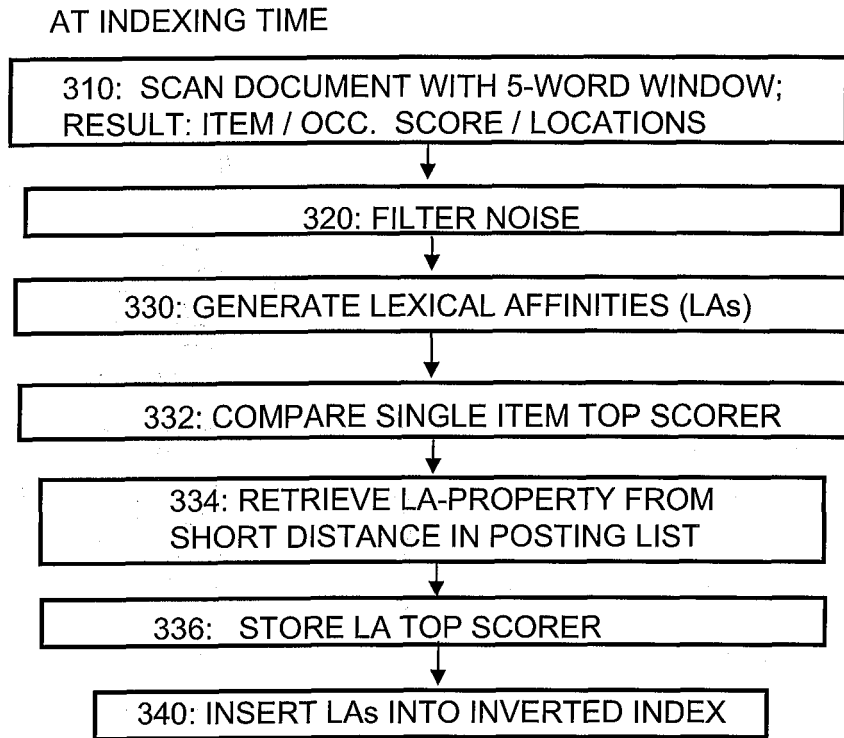 AT INDEXING TIME
310: SCAN DOCUMENT WITH 5-WORD WINDOW;
RESULT: ITEM / OCC. SCORE / LOCATIONS
320: FILTER NOISE
330: GENERATE LEXICAL AFFINITIES (LAs)
332: COMPARE SINGLE ITEM TOP SCORER
334: RETRIEVE LA-PROPERTY FROM
SHORT DISTANCE IN POSTING LIST
336: STORE LA TOP SCORER
340: INSERT LAs INTO INVERTED INDEX